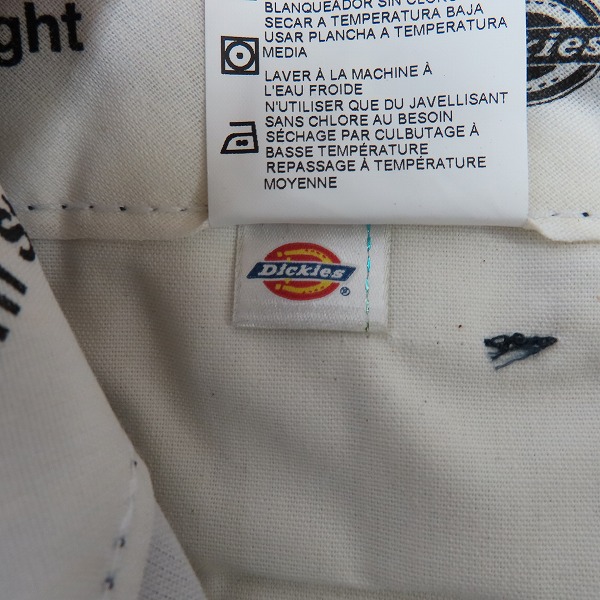 ght
BLANQUEADOR SIN CLORO
SECAR A TEMPERATURA BAJA
USAR PLANCHA A TEMPERATURA
MEDIA
LAVER À LA MACHINE À
L'EAU FROIDE
N'UTILISER QUE DU JAVELLISANT
SANS CHLORE AU BESOIN
SÉCHAGE PAR CULBUTAGE À
BASSE TEMPÉRATURE
REPASSAGE À TEMPÉRATURE
MOYENNE
Dickies
Dickies
®